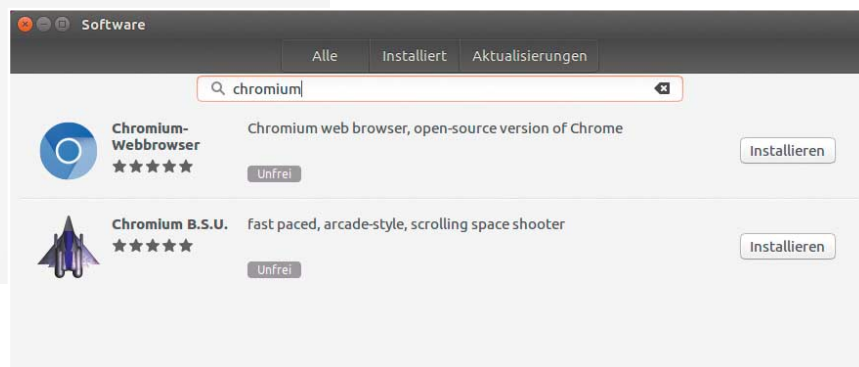 Software
Alle Installiert Aktualisierungen
chromium
Chromium-
Webbrowser
Chromium web browser, open-source version of Chrome
Unfrei
Installieren
Chromium B.S.U.
fast paced, arcade-style, scrolling space shooter
Unfrei
Installieren